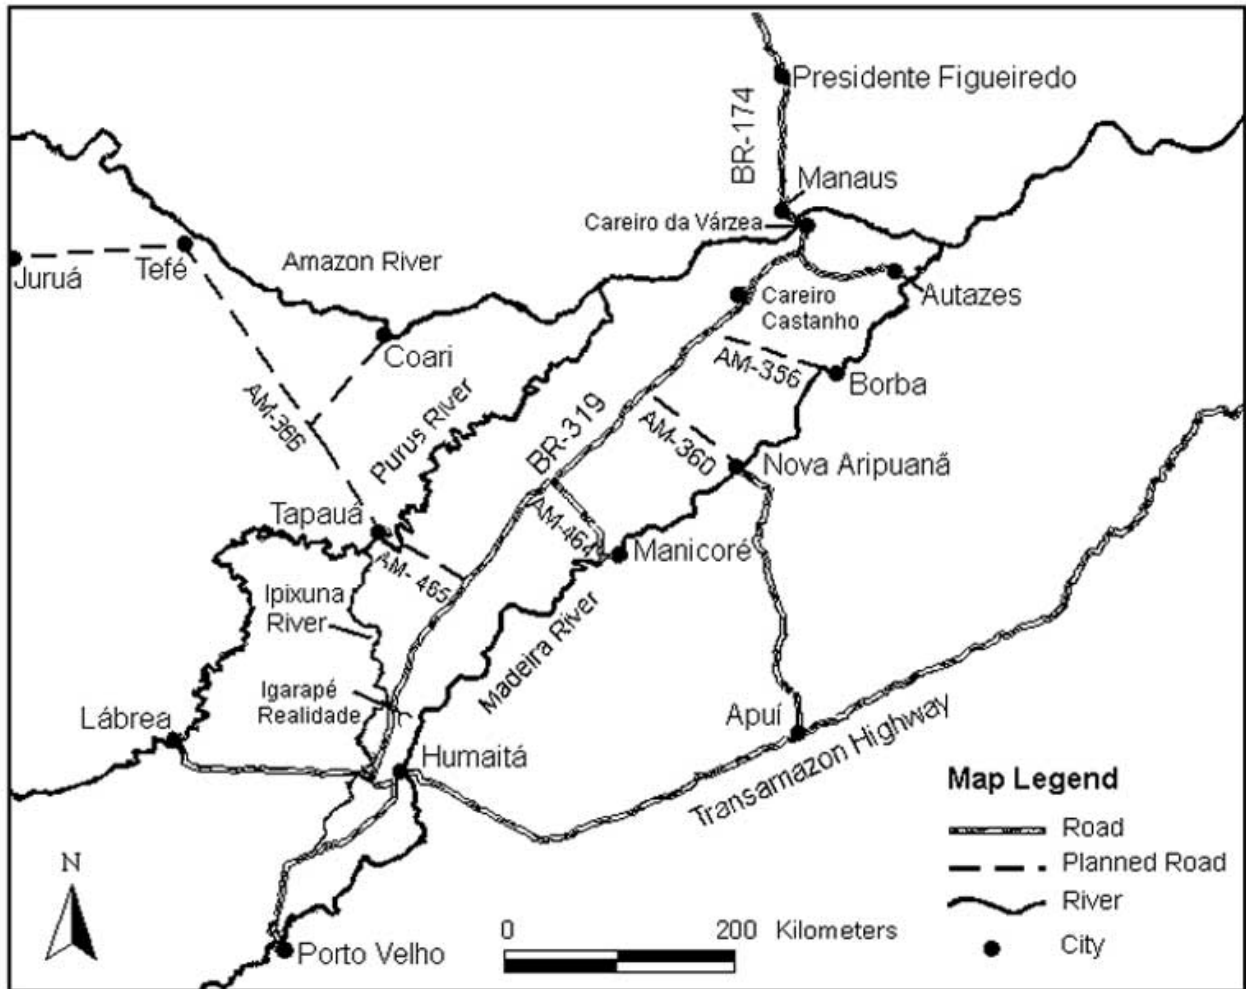 Presidente Figueiredo
BR-174
Manaus
Careiro da Várzea
Amazon River
Tefé
Juruá
Autazes
Careiro
Castanho
Coari
AM-356
Borba
AM-366
Purus River
BR-319
AM-360
Nova Aripuanã
Tapauá
AM-464
Manicoré
AM-465
Ipixuna
River
Madeira River
Igarapé
Realidade
Lábrea
Apuí
Humaitá
Transamazon Highway
Map Legend
Road
Planned Road
River
City
N
0 200 Kilometers
Porto Velho